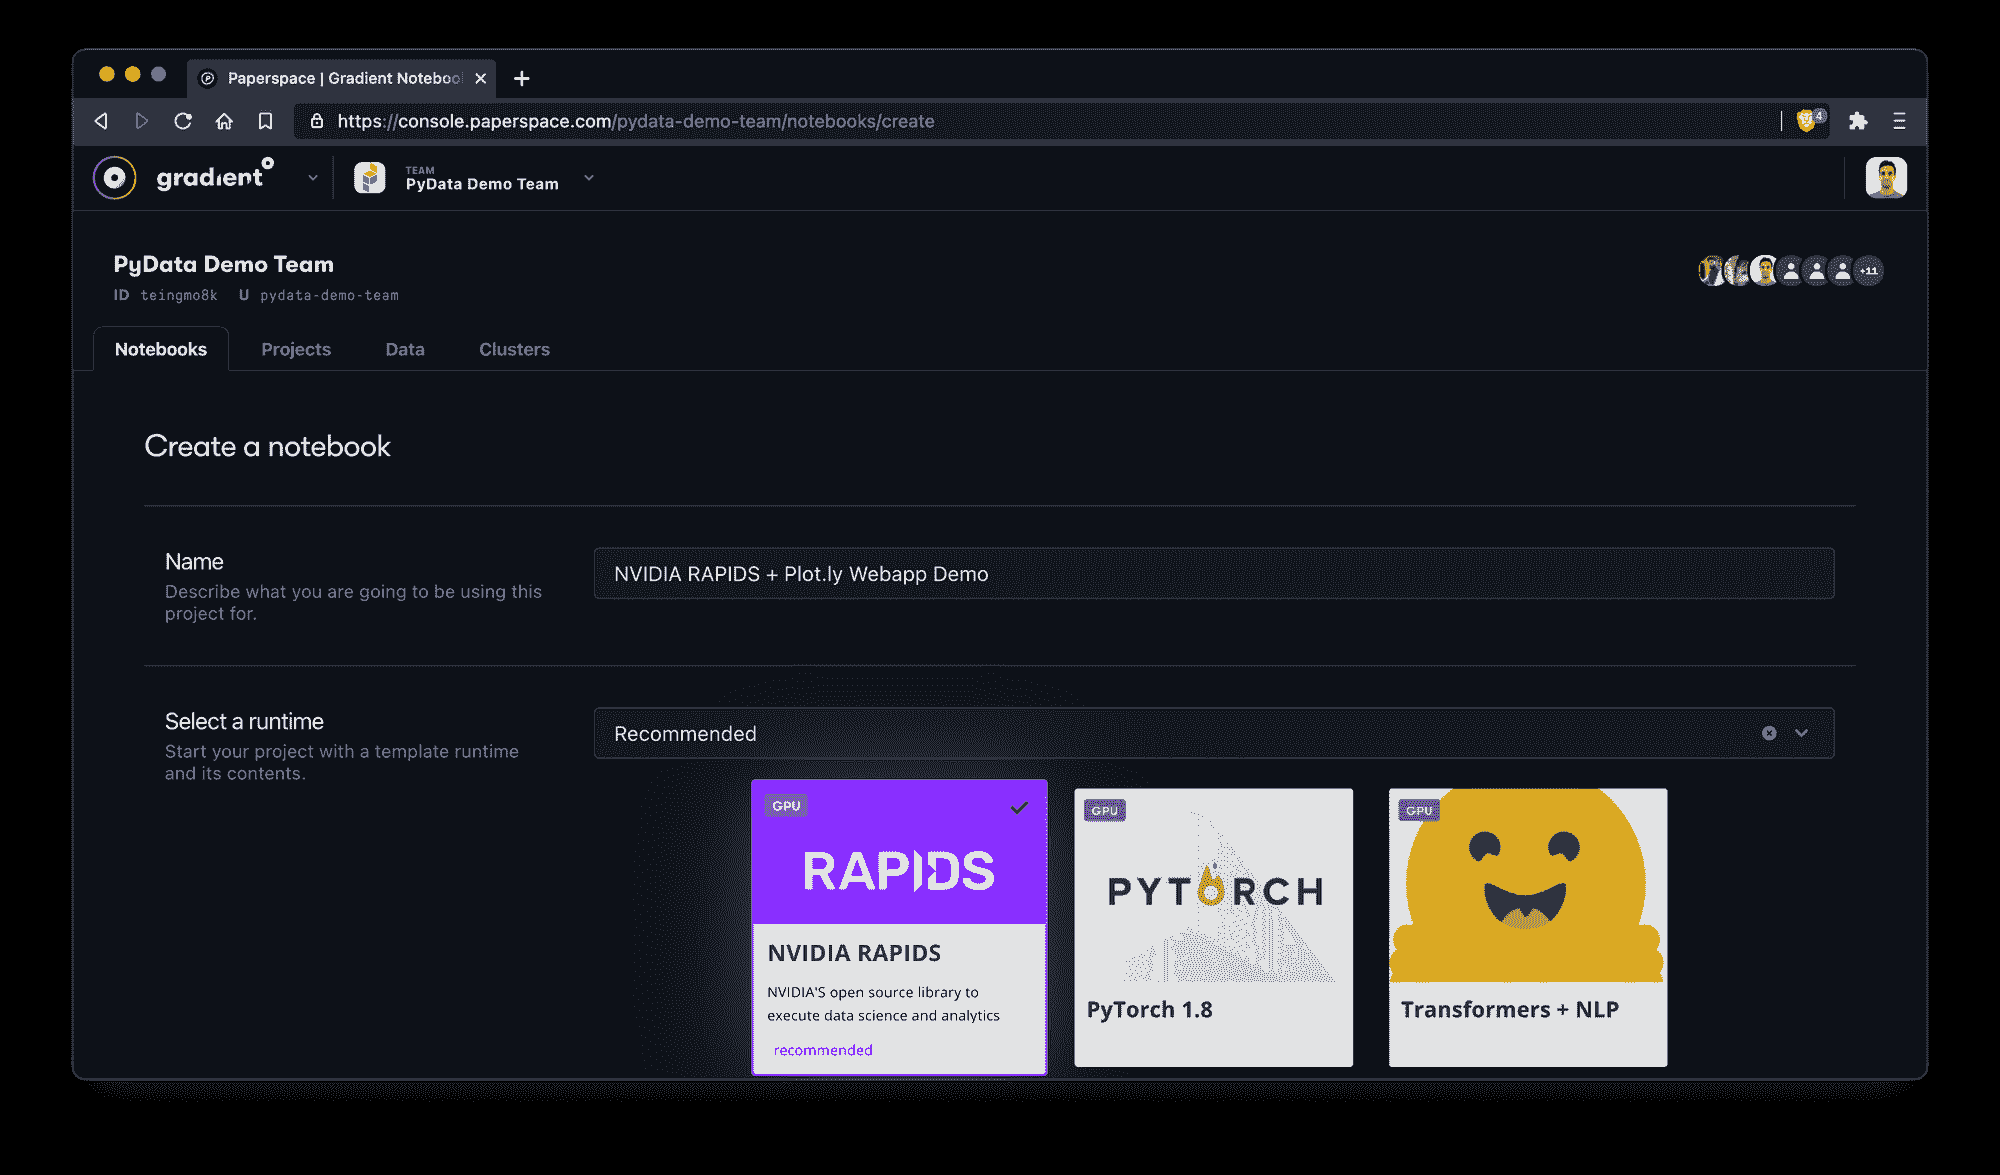 Paperspace | Gradient Noteboo
https://console.paperspace.com/pydata-demo-team/notebooks/create
4
gradient
TEAM
PyData Demo Team
PyData Demo Team
ID teingmo8k U pydata-demo-team
+11
Notebooks Projects Data Clusters
Create a notebook
Name
Describe what you are going to be using this
project for.
NVIDIA RAPIDS + Plot.ly Webapp Demo
Select a runtime
Start your project with a template runtime
and its contents.
Recommended
GPU
RAPIDS
NVIDIA RAPIDS
NVIDIA'S open source library to
execute data science and analytics
recommended
GPU
PYTORCH
PyTorch 1.8
GPU
Transformers + NLP